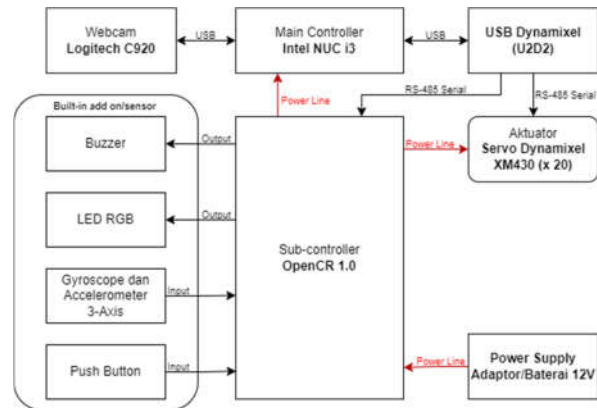 Webcam
Logitech C920
USB
Main Controller
Intel NUC i3
USB
USB Dynamixel
(U2D2)
RS-485 Serial
RS-485 Serial
Power Line
Built-in add on/sensor
Buzzer
Output
Power Line
Aktuator
Servo Dynamixel
XM430 (x 20)
LED RGB
Output
Sub-controller
OpenCR 1.0
Gyroscope dan
Accelerometer
3-Axis
Input
Push Button
Input
Power Line
Power Supply
Adaptor/Baterai 12V